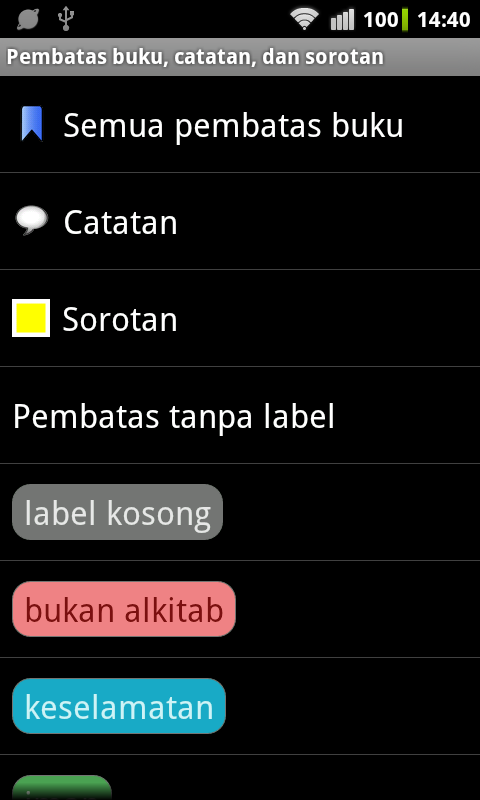 100 14:40
Pembatas buku, catatan, dan sorotan
Semua pembatas buku
Catatan
Sorotan
Pembatas tanpa label
label kosong
bukan alkitab
keselamatan